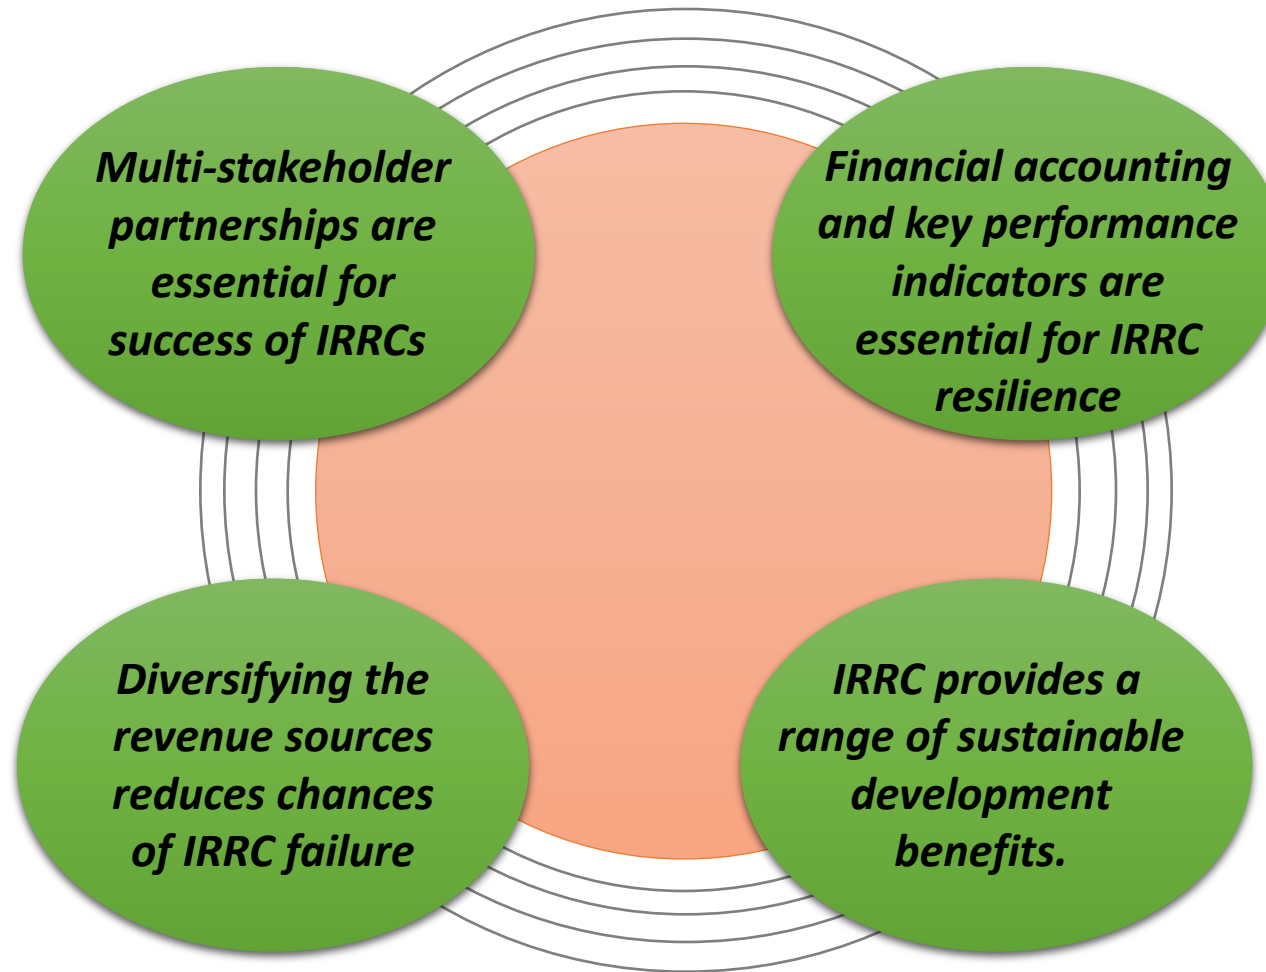 Multi-stakeholder
partnerships are
essential for
success of IRRCs
Financial accounting
and key performance
indicators are
essential for IRRC
resilience
Diversifying the
revenue sources
reduces chances
of IRRC failure
IRRC provides a
range of sustainable
development
benefits.